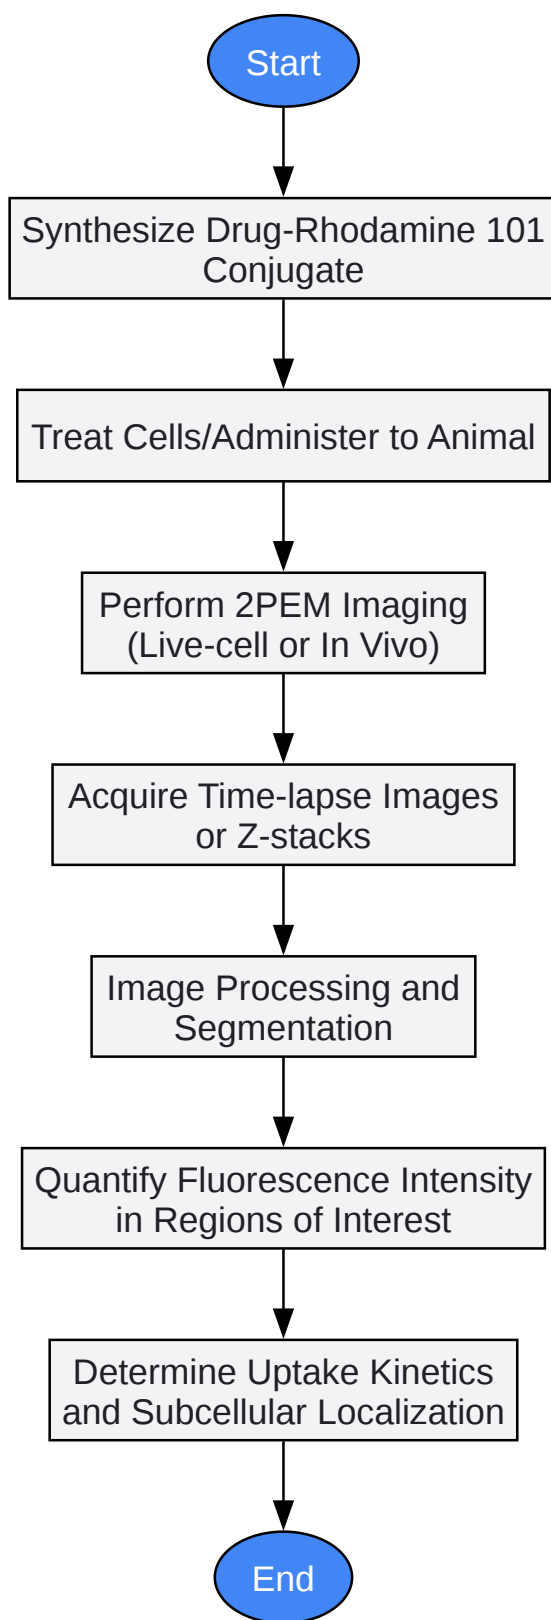 Start
Synthesize Drug-Rhodamine 101
Conjugate
Treat Cells/Administer to Animal
Perform 2PEM Imaging
(Live-cell or In Vivo)
Acquire Time-lapse Images
or Z-stacks
Image Processing and
Segmentation
Quantify Fluorescence Intensity
in Regions of Interest
Determine Uptake Kinetics
and Subcellular Localization
End